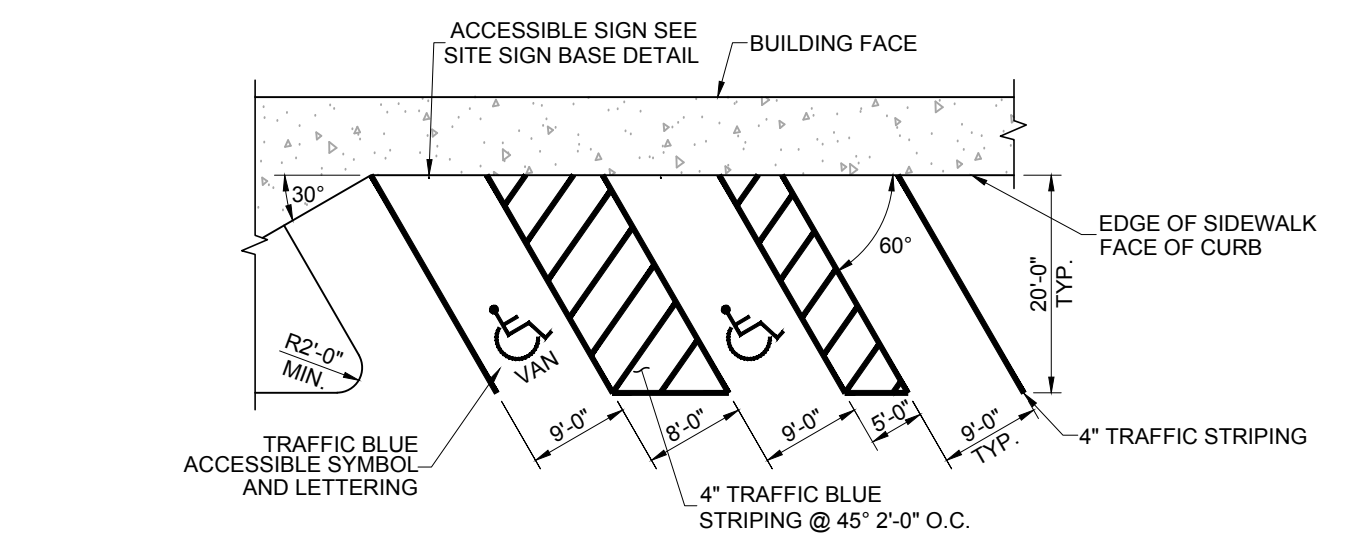 ACCESSIBLE SIGN SEE
SITE SIGN BASE DETAIL
BUILDING FACE
30°
60°
EDGE OF SIDEWALK
FACE OF CURB
20'-0"
TYP.
R2'-0"
MIN.
VAN
9'-0"
8'-0"
9'-0"
5'-0"
9'-0"
TYP.
4" TRAFFIC STRIPING
TRAFFIC BLUE
ACCESSIBLE SYMBOL
AND LETTERING
4" TRAFFIC BLUE
STRIPING @ 45° 2'-0" O.C.